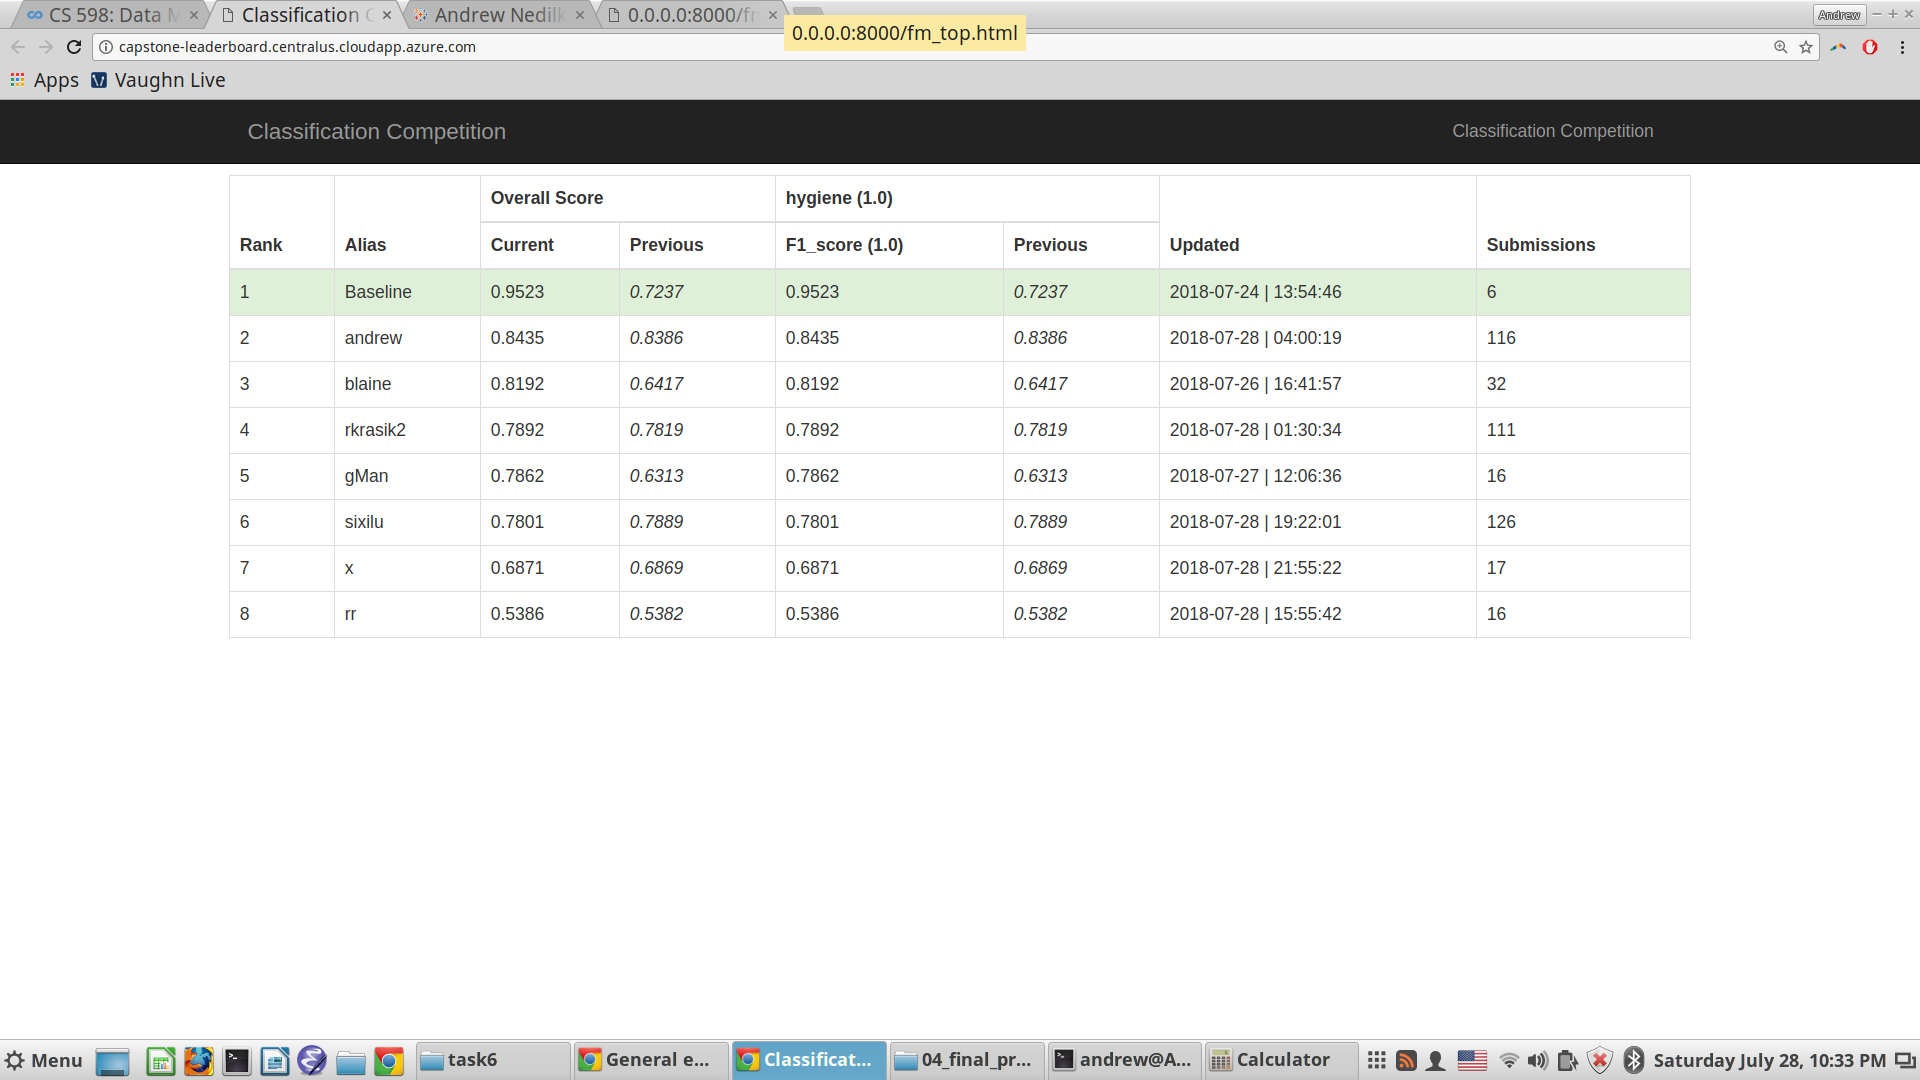 CS 598: Data M
Classification C
Andrew Nedilk
0.0.0.0:8000/fm
Andrew
0.0.0.0:8000/fm_top.html
capstone-leaderboard.centralus.cloudapp.azure.com
Apps Vaughn Live
Classification Competition Classification Competition
Overall Score hygiene (1.0)
Rank Alias Current Previous F1_score (1.0) Previous Updated Submissions
1 Baseline 0.9523 0.7237 0.9523 0.7237 2018-07-24 | 13:54:46 6
2 andrew 0.8435 0.8386 0.8435 0.8386 2018-07-28 | 04:00:19 116
3 blaine 0.8192 0.6417 0.8192 0.6417 2018-07-26 | 16:41:57 32
4 rkrasik2 0.7892 0.7819 0.7892 0.7819 2018-07-28 | 01:30:34 111
5 gMan 0.7862 0.6313 0.7862 0.6313 2018-07-27 | 12:06:36 16
6 sixilu 0.7801 0.7889 0.7801 0.7889 2018-07-28 | 19:22:01 126
7 x 0.6871 0.6869 0.6871 0.6869 2018-07-28 | 21:55:22 17
8 rr 0.5386 0.5382 0.5386 0.5382 2018-07-28 | 15:55:42 16
Menu task6 General e... Classificat... 04_final_pr... andrew@A... Calculator Saturday July 28, 10:33 PM